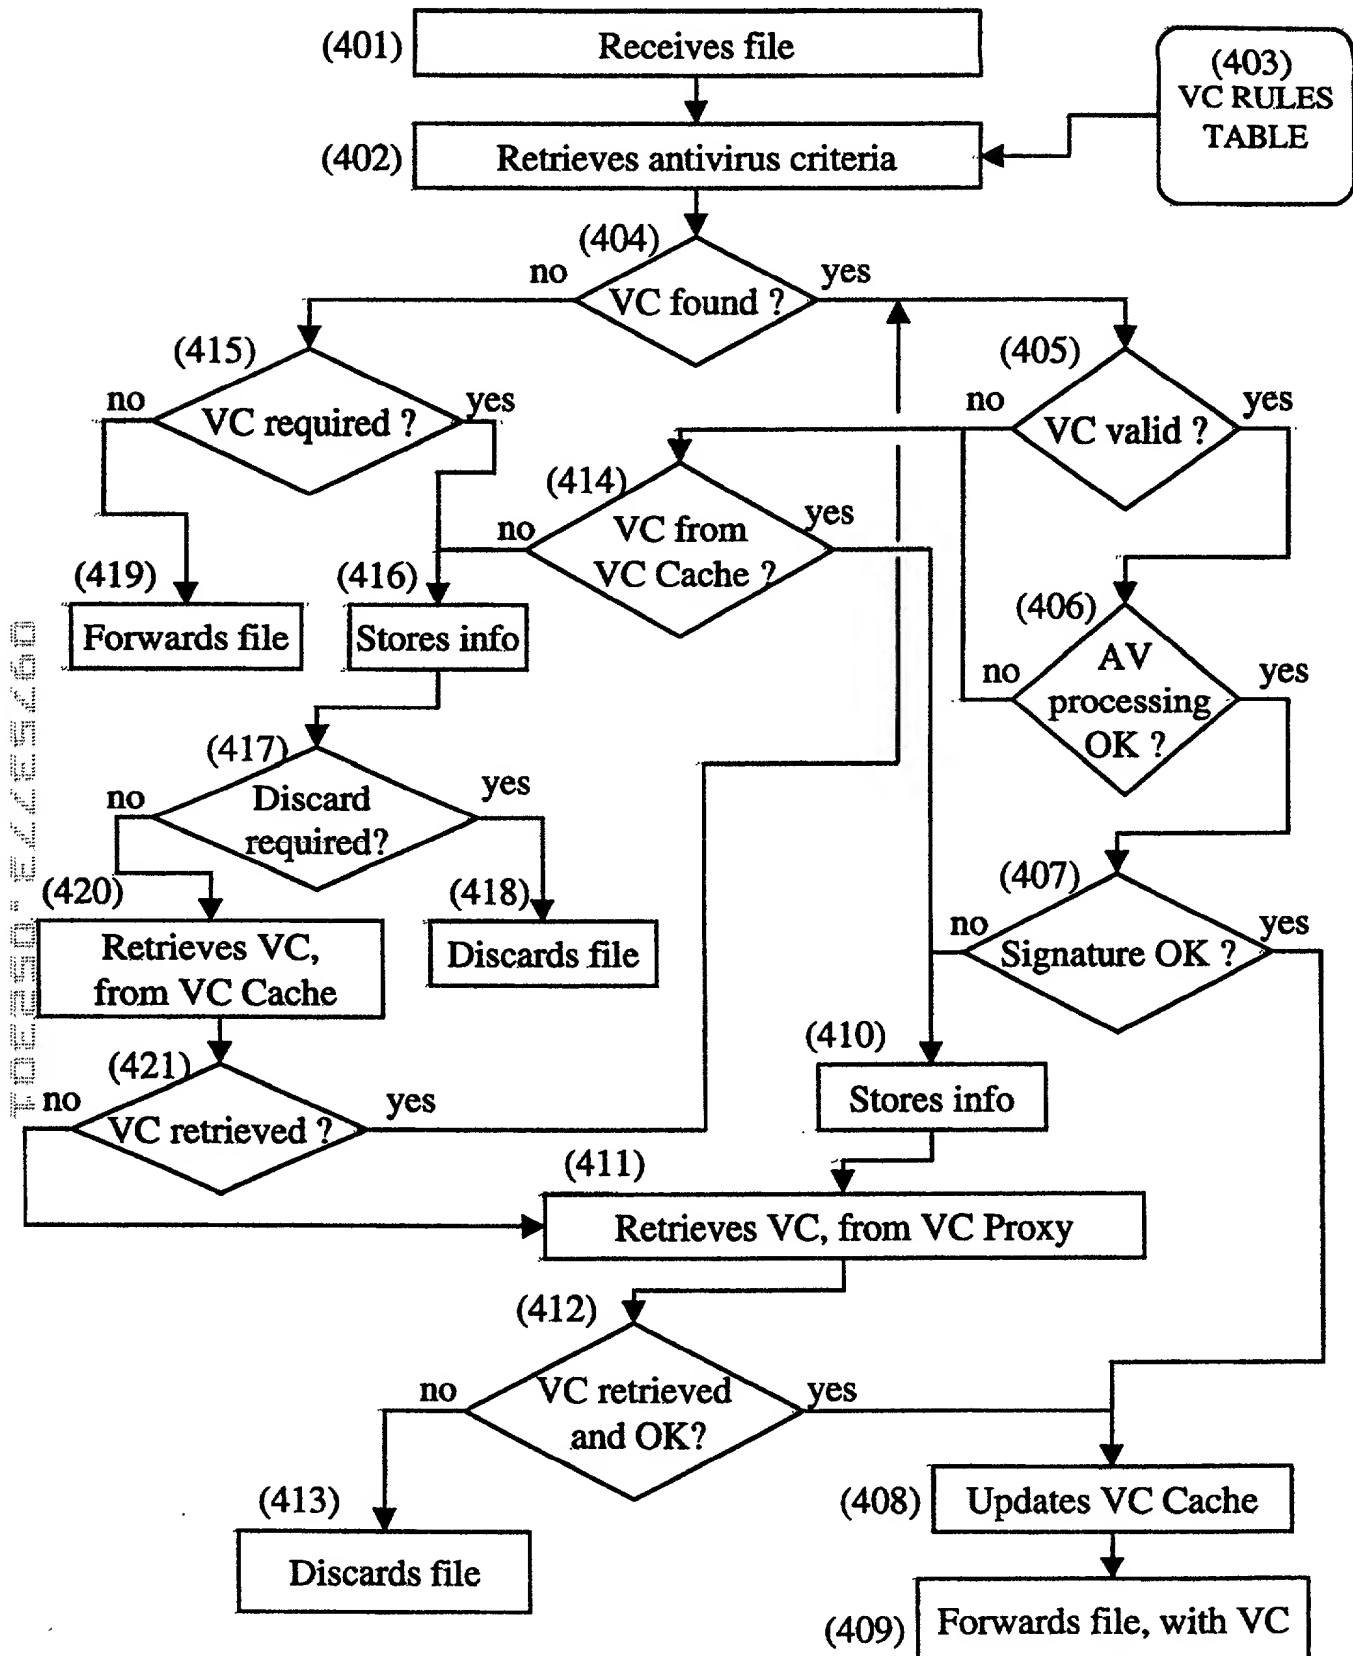 (401)
Receives file
(403)
VC RULES
TABLE
(402)
Retrieves antivirus criteria
(404)
no
yes
VC found ?
(415)
(405)
no
VC required ?
yes
no
VC valid ?
yes
(414)
no
VC from
VC Cache ?
yes
(419)
Forwards file
(416)
Stores info
(406)
no
AV
processing
OK ?
yes
(417)
no
Discard
required?
yes
(407)
no
Signature OK ?
yes
(420)
Retrieves VC,
from VC Cache
(418)
Discards file
(410)
Stores info
(421)
no
VC retrieved ?
yes
(411)
Retrieves VC, from VC Proxy
(412)
no
VC retrieved
and OK?
yes
(413)
Discards file
(408)
Updates VC Cache
(409)
Forwards file, with VC